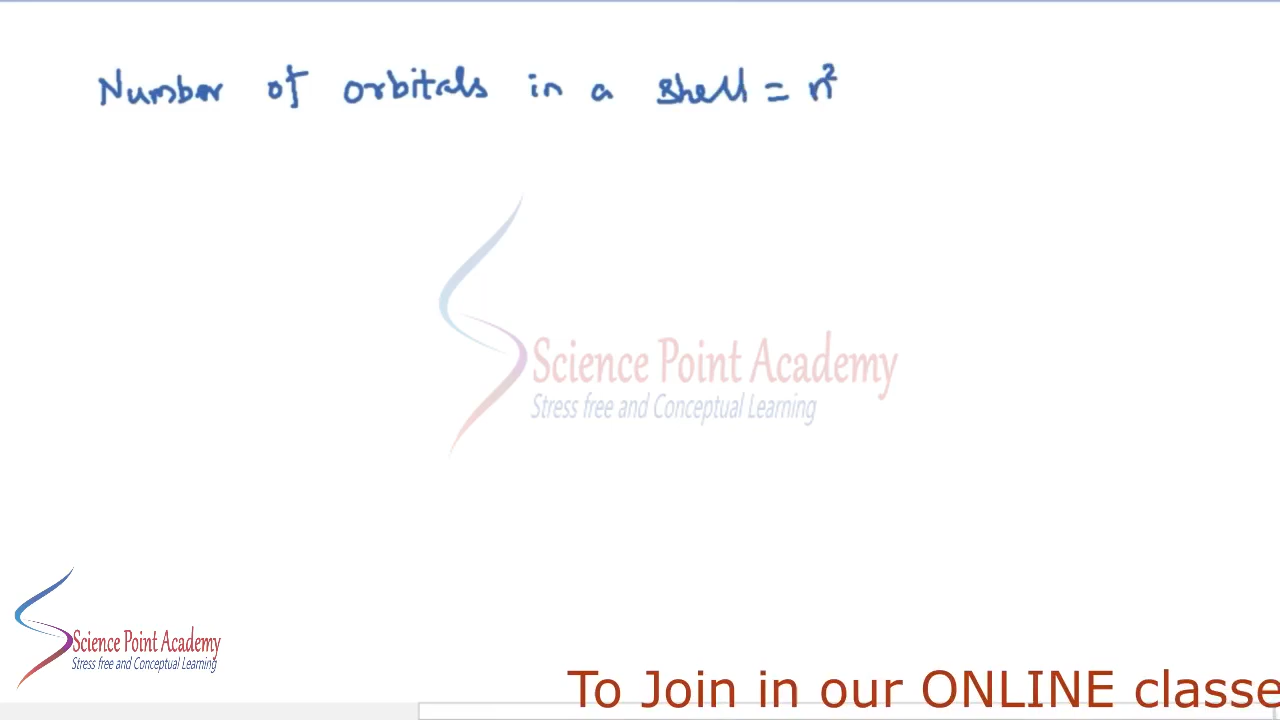 Number of orbitals in a shell = n²
Science Point Academy
Stress free and Conceptual Learning
Science Point Academy
Stress free and Conceptual Learning
To Join in our ONLINE classe